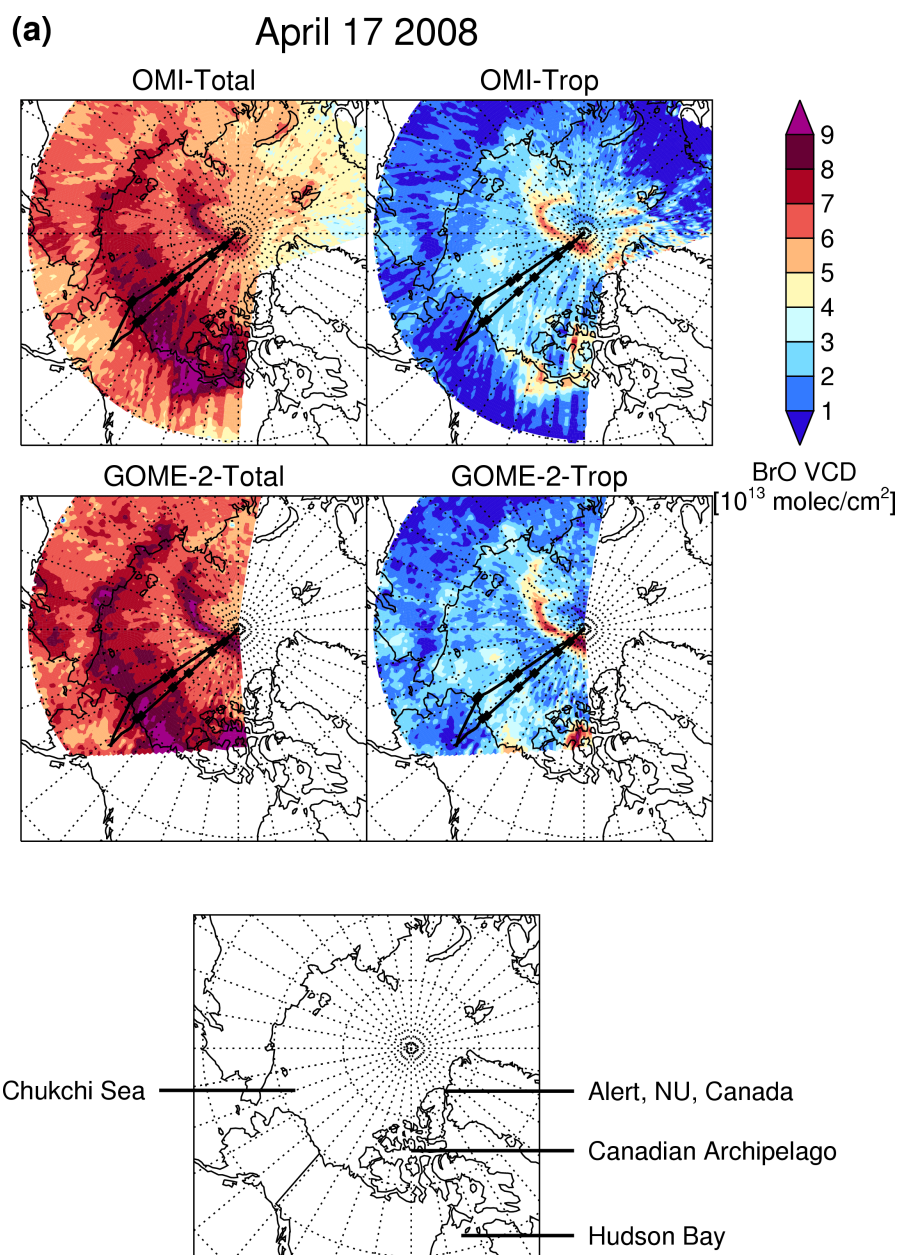 (a)
April 17 2008
OMI-Total
OMI-Trop
9
8
7
6
5
4
3
2
1
BrO VCD
[10^13 molec/cm^2]
GOME-2-Total
GOME-2-Trop
Chukchi Sea
Alert, NU, Canada
Canadian Archipelago
Hudson Bay